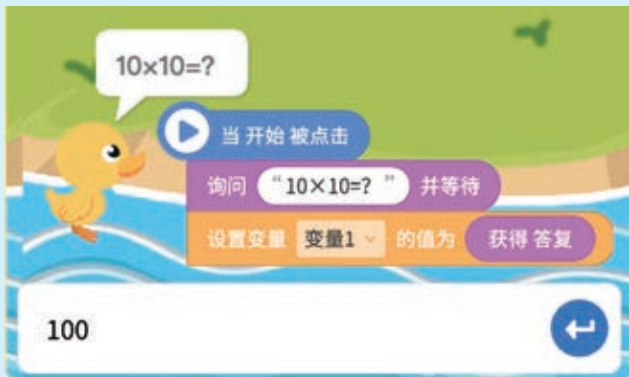 10×10=?
当 开始 被点击
询问 “10×10=?” 并等待
设置变量 变量1 的值为 获得 答复
100